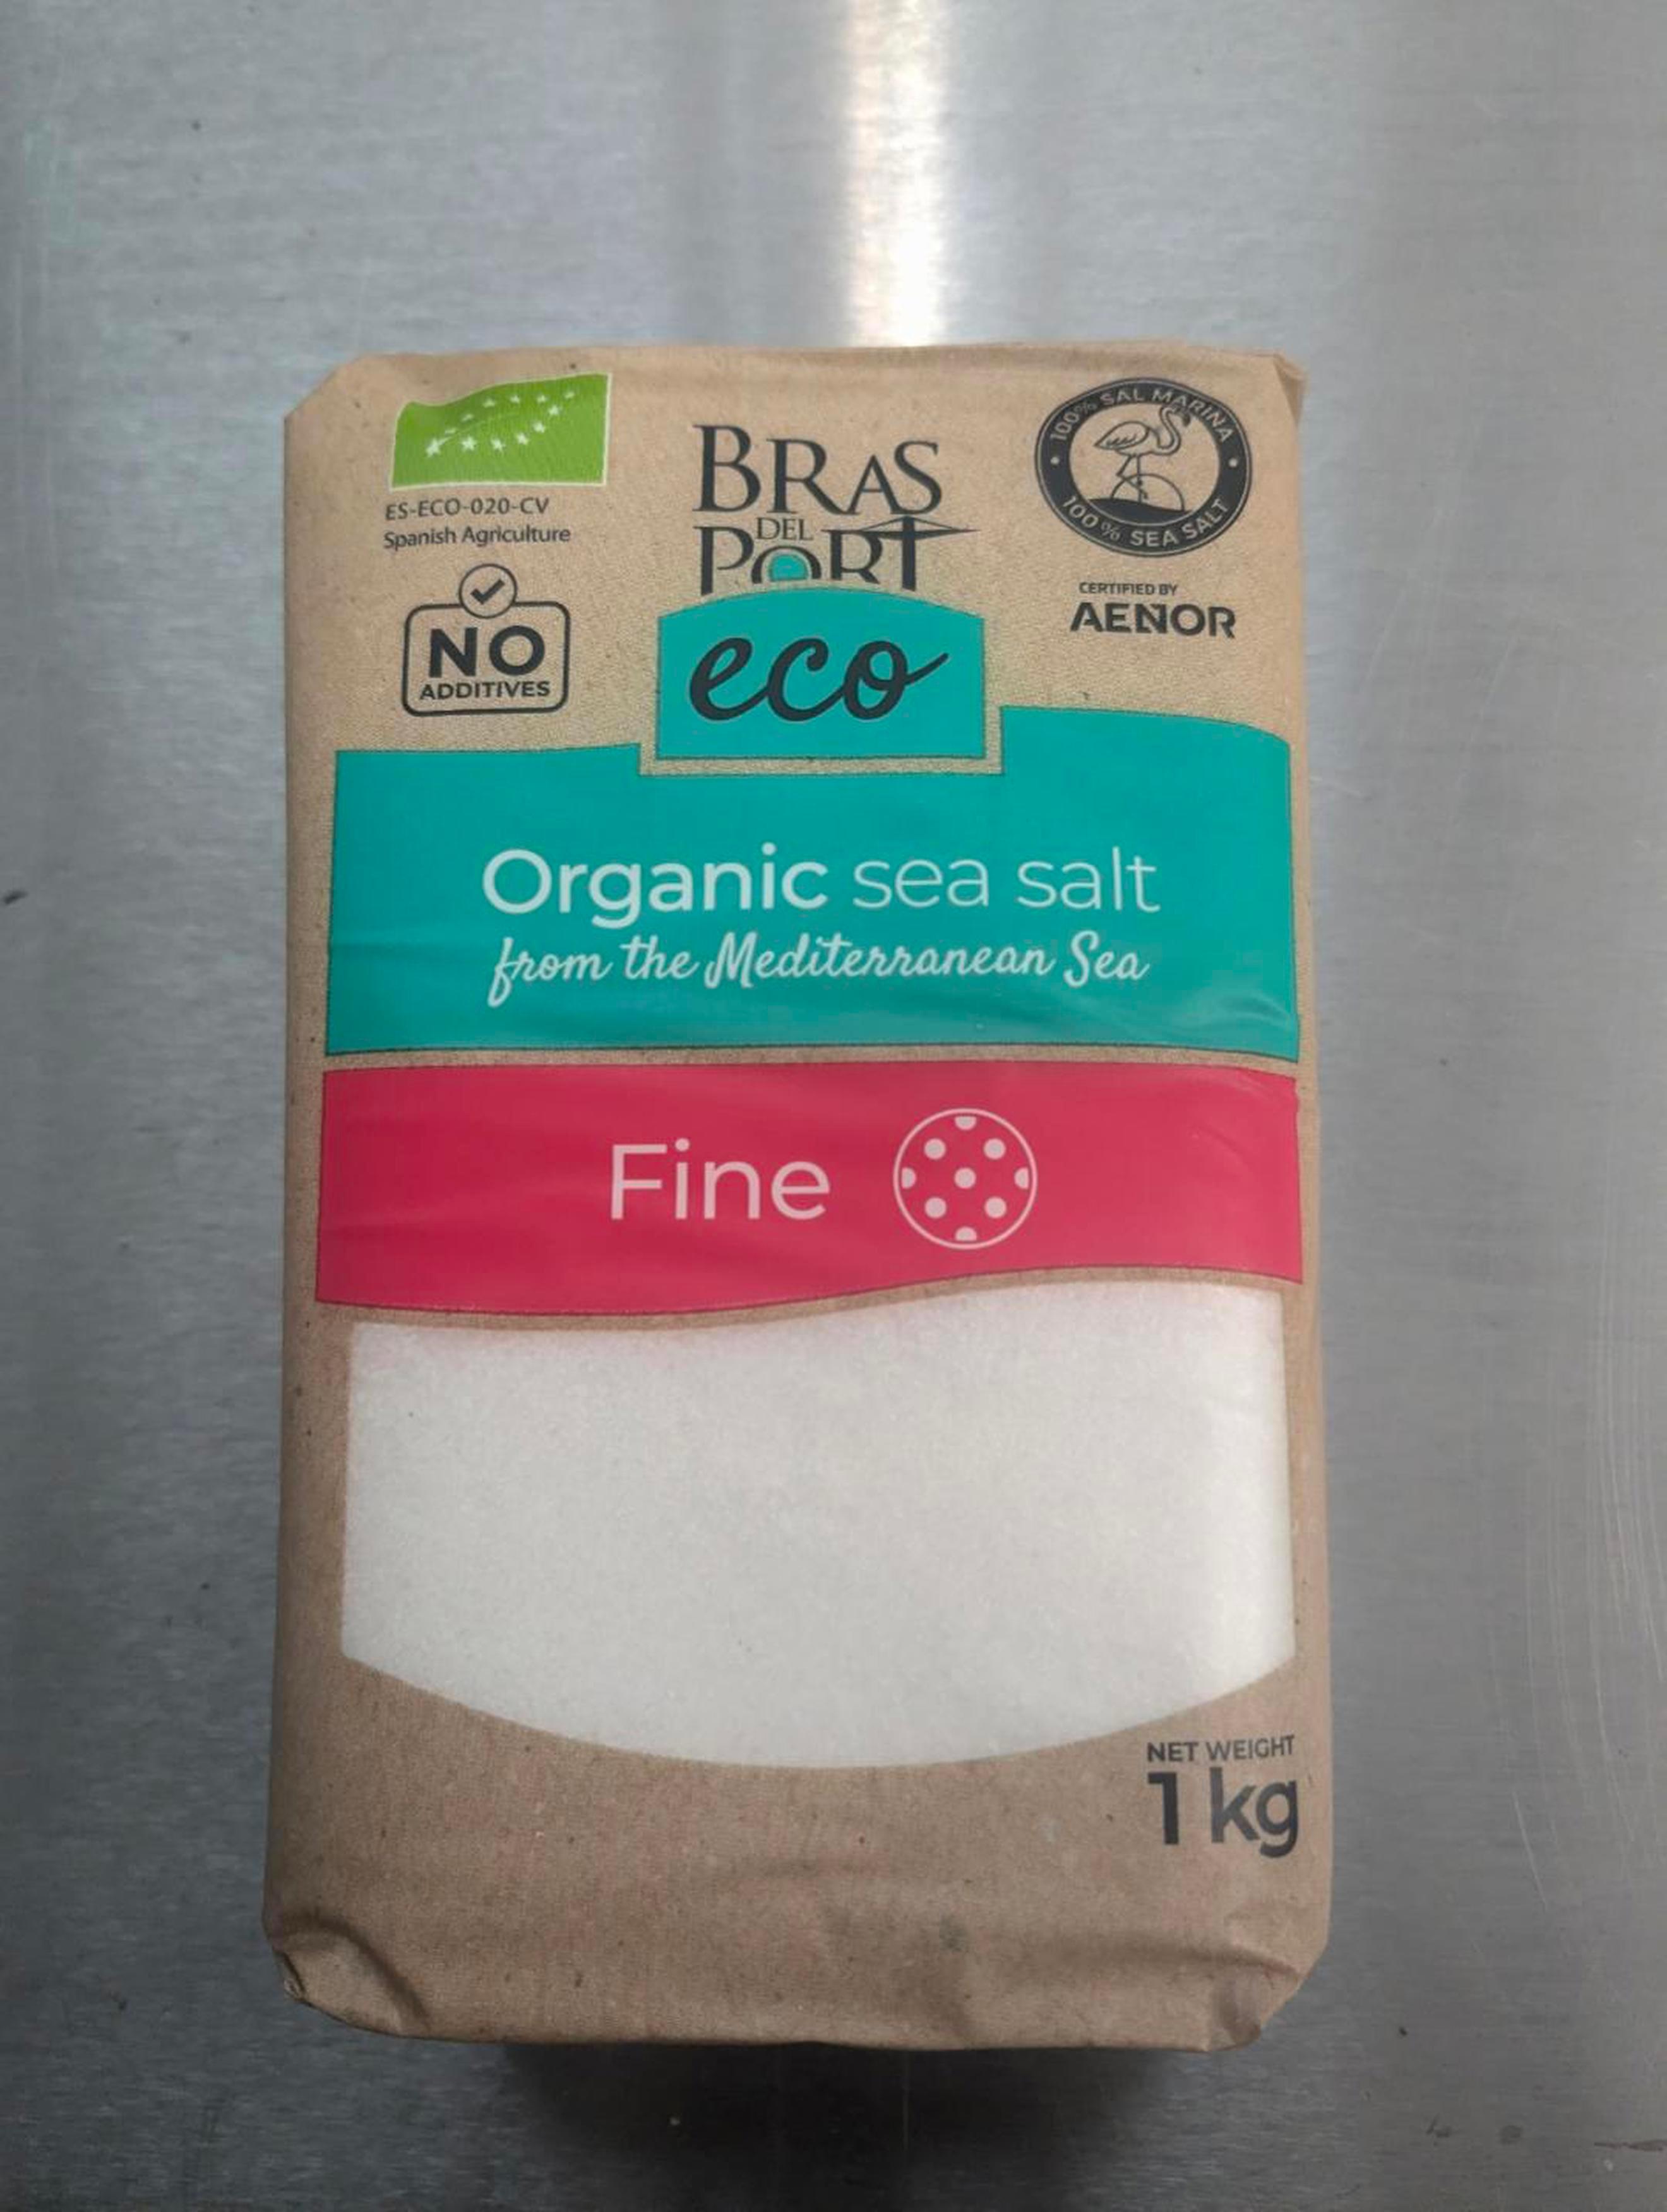 ES-ECO-020-CV
Spanish Agriculture
NO
ADDITIVES
BRAS
DEL
PORT
eco
100% SAL MARINA
100% SEA SALT
CERTIFIED BY
AENOR
Organic sea salt
from the Mediterranean Sea
Fine
NET WEIGHT
1 kg